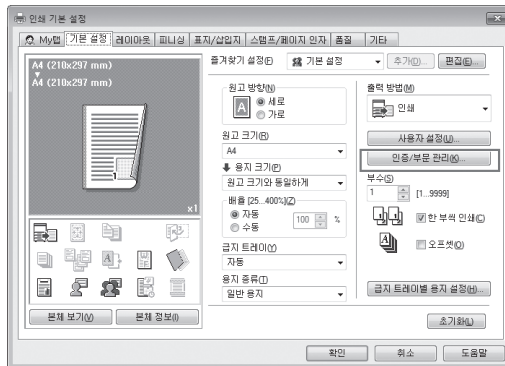 인쇄 기본 설정
My탭 기본 설정 레이아웃 피니싱 표지/삽입지 스탬프/페이지 인자 품질 기타
A4 (210x297 mm)
A4 (210x297 mm)
1
x1
본체 보기(V) 본체 정보(I)
즐겨찾기 설정(F) 기본 설정 추가(D)... 편집(E)...
원고 방향(N)
A
세로
가로
원고 크기(R)
A4
용지 크기(P)
원고 크기와 동일하게
배율 [25...400%](Z)
자동
수동
100 %
급지 트레이(Y)
자동
용지 종류(T)
일반 용지
출력 방법(M)
인쇄
사용자 설정(U)...
인증/부문 관리(K)...
부수(S)
1 [1...9999]
한 부씩 인쇄(C)
오프셋(O)
급지 트레이별 용지 설정(H)...
초기화(L)
확인 취소 도움말